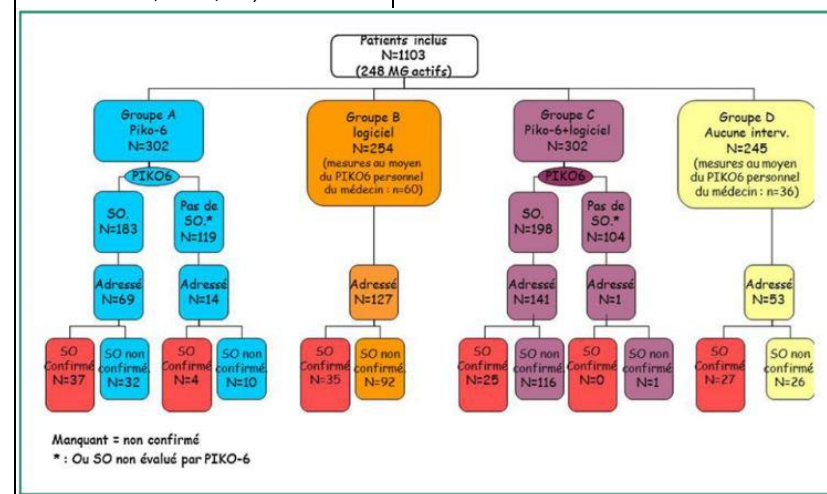 Patients inclus
N=1103
(248 MG actifs)
Groupe A
Piko-6
N=302
Groupe B
logiciel
N=254
(mesures au moyen
du PIKO6 personnel
du médecin : n=60)
Groupe C
Piko-6+logiciel
N=302
Groupe D
Aucune interv.
N=245
(mesures au moyen
du PIKO6 personnel
du médecin : n=36)
PIKO6
PIKO6
SO.
N=183
Pas de
SO.*
N=119
SO.
N=198
Pas de
SO.*
N=104
Adressé
N=69
Adressé
N=14
Adressé
N=127
Adressé
N=141
Adressé
N=1
Adressé
N=53
SO
Confirmé
N=37
SO non
confirmé.
N=32
SO
Confirmé
N=4
SO non
confirmé.
N=10
SO
Confirmé
N=35
SO non
confirmé.
N=92
SO
Confirmé
N=25
SO non
confirmé.
N=116
SO
Confirmé
N=0
SO non
confirmé.
N=1
SO
Confirmé
N=27
SO non
confirmé.
N=26
Manquant = non confirmé
* : Ou SO non évalué par PIKO-6